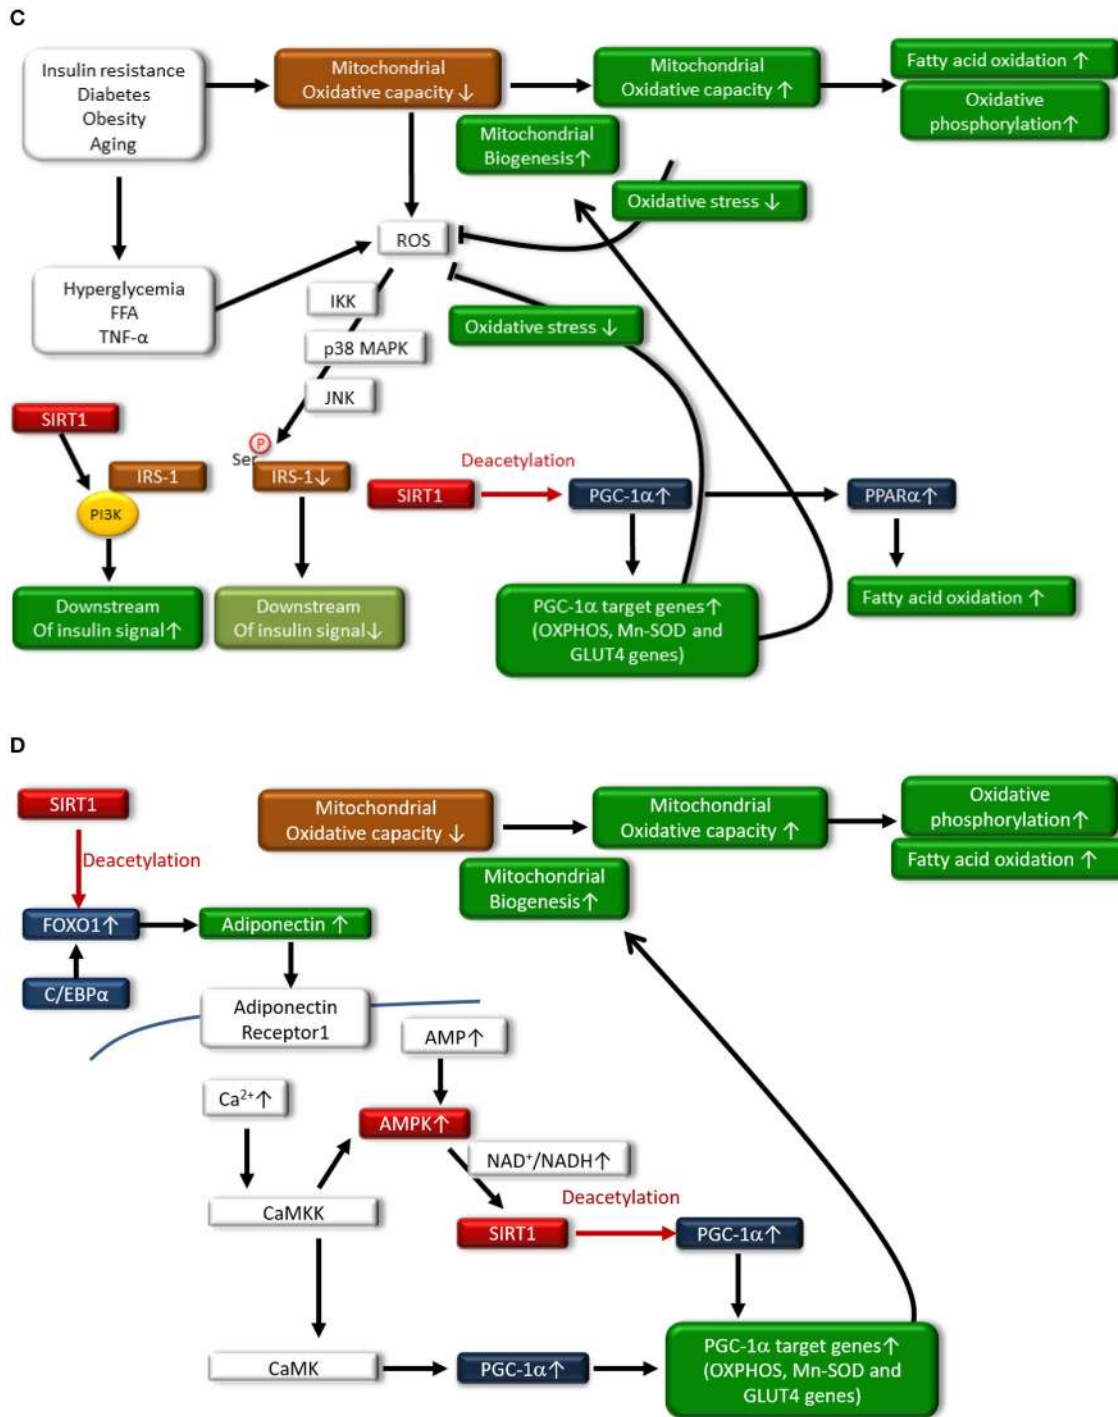 C
Insulin resistance
Diabetes
Obesity
Aging
Mitochondrial
Oxidative capacity ↓
Mitochondrial
Oxidative capacity ↑
Fatty acid oxidation ↑
Oxidative
phosphorylation↑
Mitochondrial
Biogenesis↑
Oxidative stress ↓
ROS
Hyperglycemia
FFA
TNF-α
IKK
Oxidative stress ↓
p38 MAPK
JNK
SIRT1
P
Ser
IRS-1
IRS-1↓
Deacetylation
SIRT1
PGC-1α↑
PPARα↑
PI3K
Downstream
Of insulin signal↑
Downstream
Of insulin signal↓
PGC-1α target genes↑
(OXPHOS, Mn-SOD and
GLUT4 genes)
Fatty acid oxidation ↑
D
SIRT1
Mitochondrial
Oxidative capacity ↓
Mitochondrial
Oxidative capacity ↑
Oxidative
phosphorylation↑
Fatty acid oxidation ↑
Deacetylation
Mitochondrial
Biogenesis↑
FOXO1↑
Adiponectin ↑
C/EBPα
Adiponectin
Receptor1
AMP↑
Ca²⁺↑
AMPK↑
NAD⁺/NADH↑
CaMKK
Deacetylation
SIRT1
PGC-1α↑
CaMK
PGC-1α↑
PGC-1α target genes↑
(OXPHOS, Mn-SOD and
GLUT4 genes)